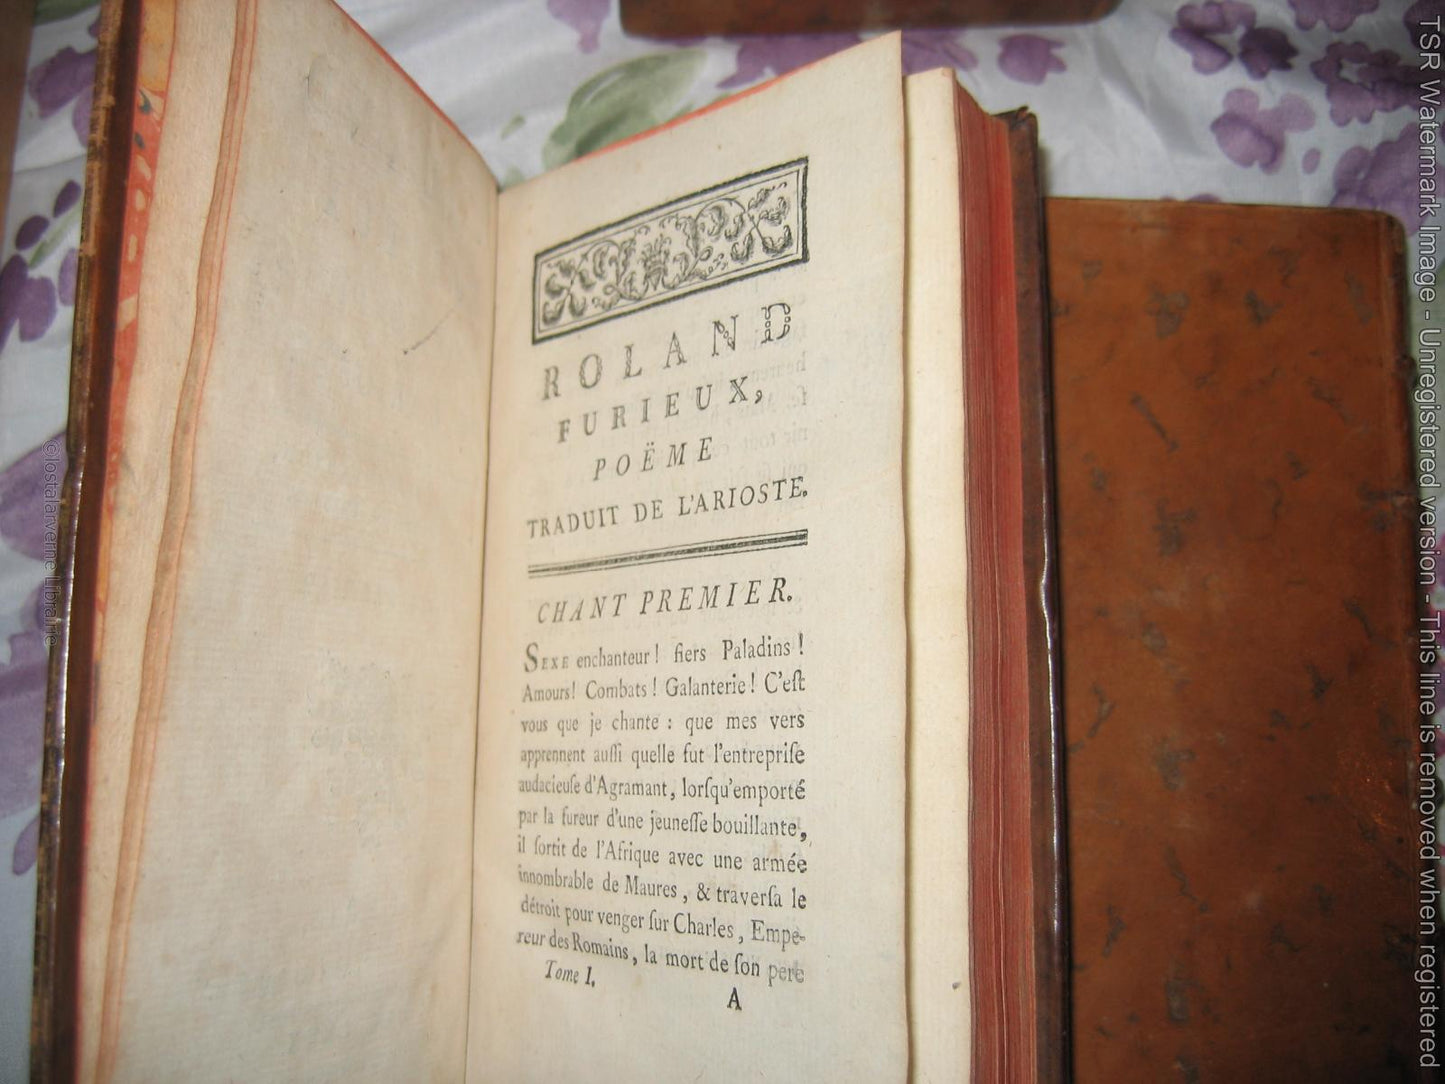 ROLAND
FURIEUX,
POËME
TRADUIT DE L'ARIOSTE.
CHANT PREMIER.
SEXE enchanteur! fiers Paladins!
Amours! Combats! Galanterie! C'eſt
vous que je chante : que mes vers
apprennent auſſi quelle fut l'entrepriſe
audacieuſe d'Agramant, lorſqu'emporté
par la fureur d'une jeuneſſe bouillante,
il ſortit de l'Afrique avec une armée
innombrable de Maures, & traverſa le
détroit pour venger ſur Charles, Empe-
reur des Romains, la mort de ſon pere
Tome I.
A
©lostalarverne Librairie
TSR Watermark Image - Unregistered version - This line is removed when registered